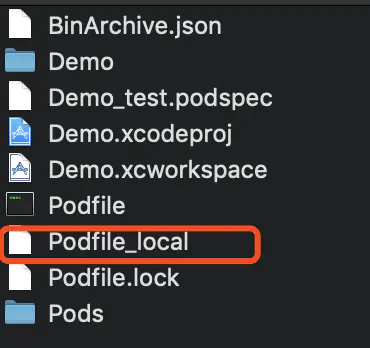 BinArchive.json
Demo
Demo_test.podspec
Demo.xcodeproj
Demo.xcworkspace
Podfile
Podfile_local
Podfile.lock
Pods